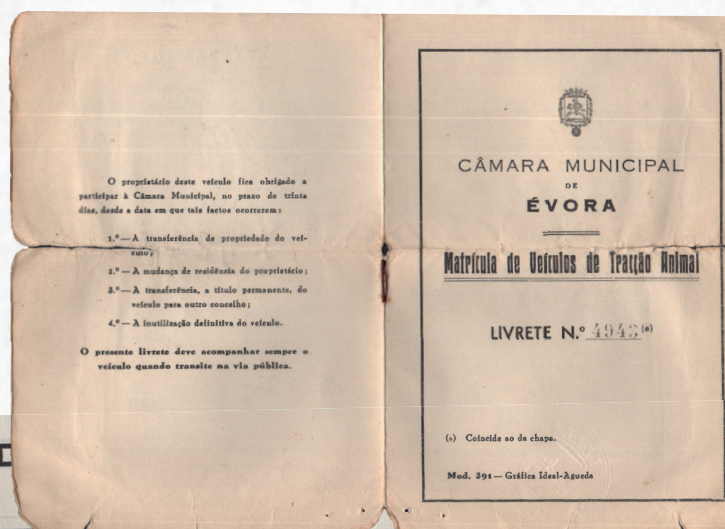 O proprietário deste veículo fica obrigado a
participar à Câmara Municipal, no prazo de trinta
dias, desde a data em que tais factos ocorrerem:
1.º — A transferência de propriedade do veí-
culo;
2.º — A mudança de residência do proprietário;
3.º — A transferência, a título permanente, do
veículo para outro concelho;
4.º — A inutilização definitiva do veículo.
O presente livrete deve acompanhar sempre o
veículo quando transite na via pública.
CÂMARA MUNICIPAL
DE
ÉVORA
Matrícula de Veículos de Tracção Animal
LIVRETE N.º 4943 (a)
(a) Coincide ao da chapa.
Mod. 391 — Gráfica Ideal-Agueda